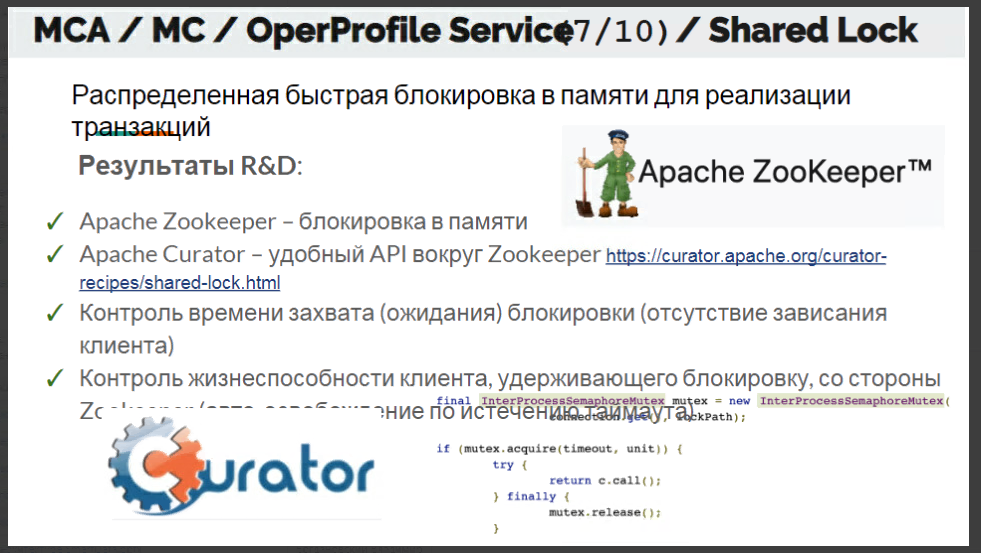 MCA / MC / OperProfile Service (7/10) / Shared Lock
Распределенная быстрая блокировка в памяти для реализации
транзакций
Результаты R&D:
Apache ZooKeeper™
✓ Apache Zookeeper – блокировка в памяти
✓ Apache Curator – удобный API вокруг Zookeeper https://curator.apache.org/curator-
recipes/shared-lock.html
✓ Контроль времени захвата (ожидания) блокировки (отсутствие зависания
клиента)
✓ Контроль жизнеспособности клиента, удерживающего блокировку, со стороны
Zookeeper (авто-освобождение по истечению таймаута)
final InterProcessSemaphoreMutex mutex = new InterProcessSemaphoreMutex(
connection.get(), lockPath);
if (mutex.acquire(timeout, unit)) {
try {
return c.call();
} finally {
mutex.release();
}
Curator